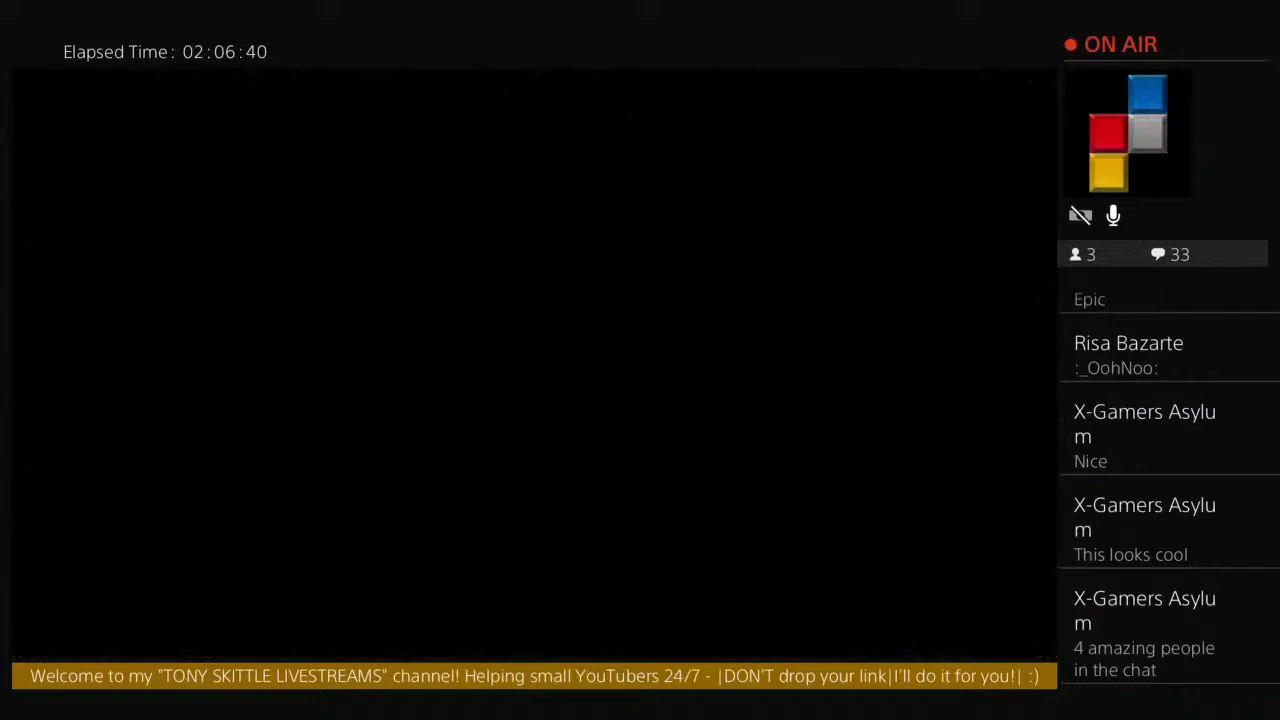 Elapsed Time: 02:06:40
ON AIR
3
33
Epic
Risa Bazarte
:_OohNoo:
X-Gamers Asylu
m
Nice
X-Gamers Asylu
m
This looks cool
X-Gamers Asylu
m
4 amazing people
in the chat
Welcome to my "TONY SKITTLE LIVESTREAMS" channel! Helping small YouTubers 24/7 - |DON'T drop your link|I'll do it for you!| :)